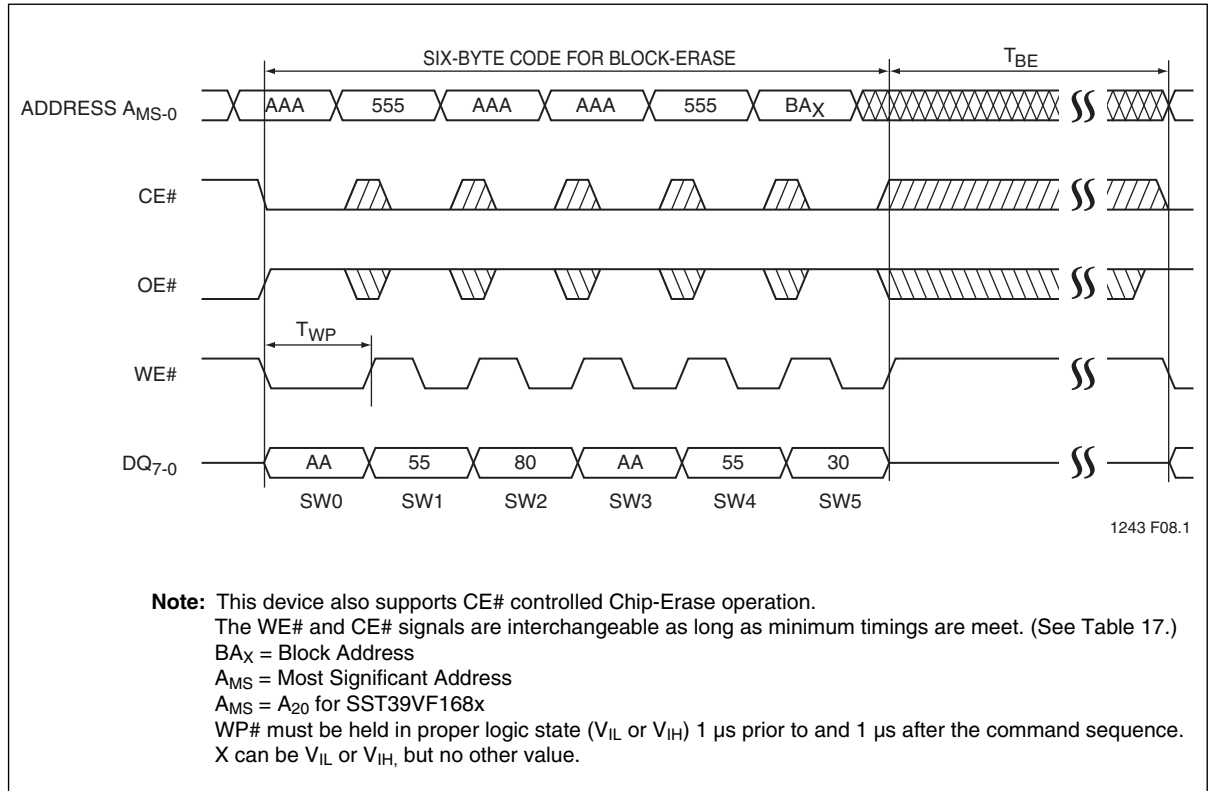 SIX-BYTE CODE FOR BLOCK-ERASE TBE
ADDRESS AMS-0 AAA 555 AAA AAA 555 BAX
CE#
OE#
TWP
WE#
DQ7-0 AA 55 80 AA 55 30
SW0 SW1 SW2 SW3 SW4 SW5
1243 F08.1
Note: This device also supports CE# controlled Chip-Erase operation.
The WE# and CE# signals are interchangeable as long as minimum timings are meet. (See Table 17.)
BAX = Block Address
AMS = Most Significant Address
AMS = A20 for SST39VF168x
WP# must be held in proper logic state (VIL or VIH) 1 µs prior to and 1 µs after the command sequence.
X can be VIL or VIH, but no other value.